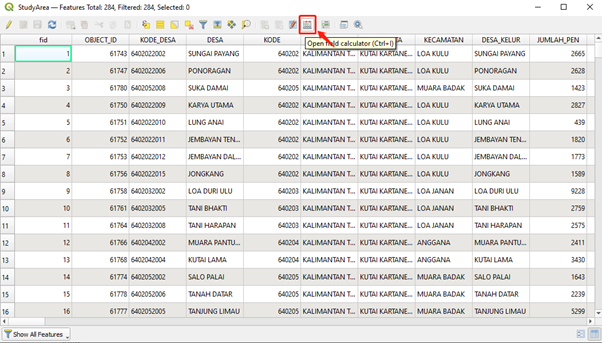 StudyArea — Features Total: 284, Filtered: 284, Selected: 0
Open field calculator (Ctrl+I)
fid OBJECT_ID KODE_DESA DESA KODE KECAMATAN DESA_KELUR JUMLAH_PEN
1 1 61743 6402022002 SUNGAI PAYANG 640202 KALIMANTAN T... KUTAI KARTANE... LOA KULU SUNGAI PAYANG 2665
2 2 61747 6402022006 PONORAGAN 640202 KALIMANTAN T... KUTAI KARTANE... LOA KULU PONORAGAN 2628
3 3 61780 6402052008 SUKA DAMAI 640205 KALIMANTAN T... KUTAI KARTANE... MUARA BADAK SUKA DAMAI 1423
4 4 61750 6402022009 KARYA UTAMA 640202 KALIMANTAN T... KUTAI KARTANE... LOA KULU KARYA UTAMA 2827
5 5 61751 6402022010 LUNG ANAI 640202 KALIMANTAN T... KUTAI KARTANE... LOA KULU LUNG ANAI 439
6 6 61752 6402022011 JEMBAYAN TEN... 640202 KALIMANTAN T... KUTAI KARTANE... LOA KULU JEMBAYAN TEN... 1820
7 7 61753 6402022012 JEMBAYAN DAL... 640202 KALIMANTAN T... KUTAI KARTANE... LOA KULU JEMBAYAN DAL... 1773
8 8 61756 6402022015 JONGKANG 640202 KALIMANTAN T... KUTAI KARTANE... LOA KULU JONGKANG 1589
9 9 61758 6402032002 LOA DURI ULU 640203 KALIMANTAN T... KUTAI KARTANE... LOA JANAN LOA DURI ULU 9228
10 10 61761 6402032005 TANI BHAKTI 640203 KALIMANTAN T... KUTAI KARTANE... LOA JANAN TANI BHAKTI 2759
11 11 61764 6402032008 TANI HARAPAN 640203 KALIMANTAN T... KUTAI KARTANE... LOA JANAN TANI HARAPAN 2575
12 12 61766 6402042002 MUARA PANTU... 640204 KALIMANTAN T... KUTAI KARTANE... ANGGANA MUARA PANTU... 2411
13 13 61768 6402042004 KUTAI LAMA 640204 KALIMANTAN T... KUTAI KARTANE... ANGGANA KUTAI LAMA 3430
14 14 61774 6402052002 SALO PALAI 640205 KALIMANTAN T... KUTAI KARTANE... MUARA BADAK SALO PALAI 1643
15 15 61778 6402052006 TANAH DATAR 640205 KALIMANTAN T... KUTAI KARTANE... MUARA BADAK TANAH DATAR 2239
16 16 61777 6402052005 TANJUNG LIMAU 640205 KALIMANTAN T... KUTAI KARTANE... MUARA BADAK TANJUNG LIMAU 5299
Show All Features